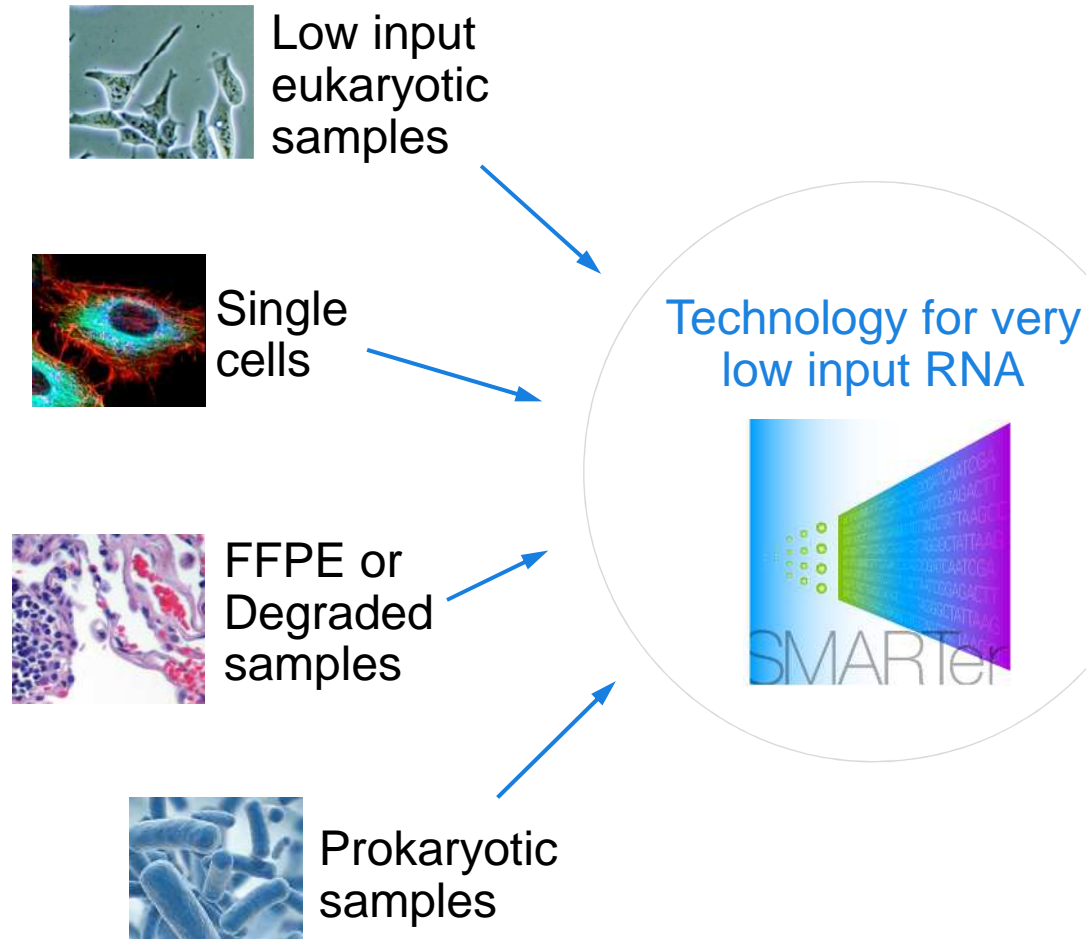 Low input
eukaryotic
samples
Single
cells
Technology for very
low input RNA
FFPE or
Degraded
samples
SMARTer
Prokaryotic
samples